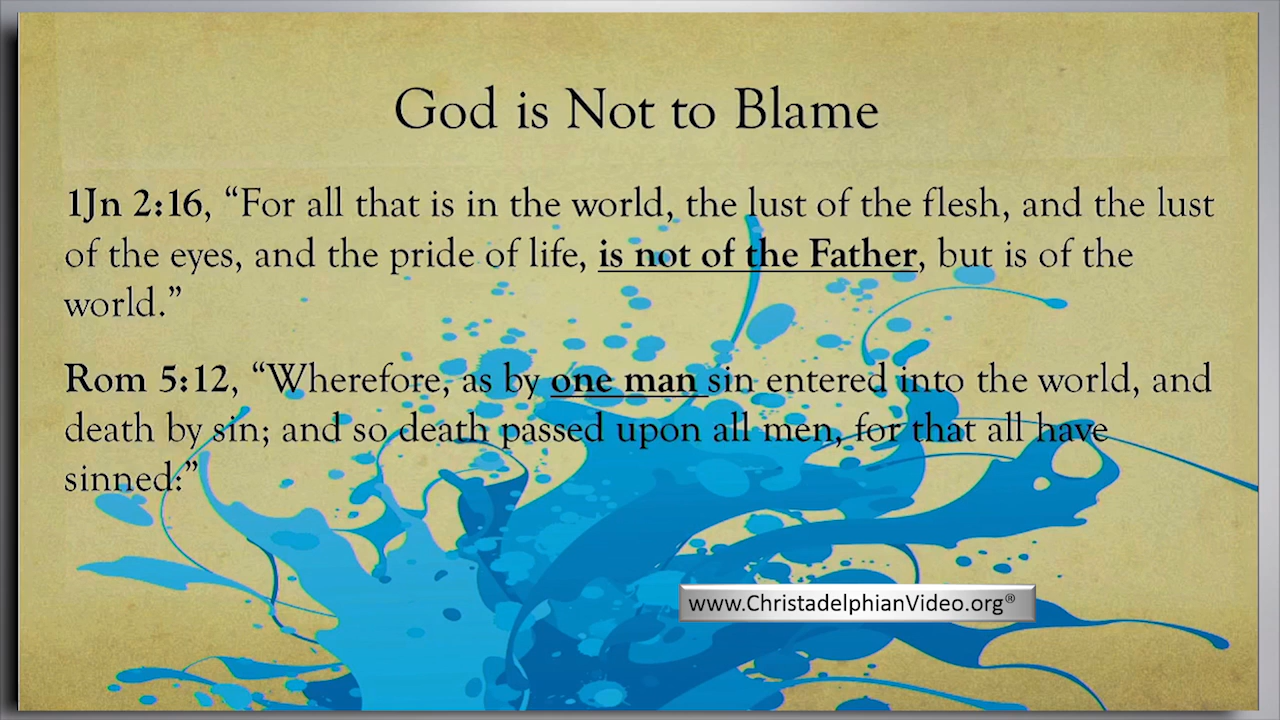 God is Not to Blame
1Jn 2:16, “For all that is in the world, the lust of the flesh, and the lust
of the eyes, and the pride of life, is not of the Father, but is of the
world.”
Rom 5:12, “Wherefore, as by one man sin entered into the world, and
death by sin; and so death passed upon all men, for that all have
sinned:”
www.ChristadelphianVideo.org®